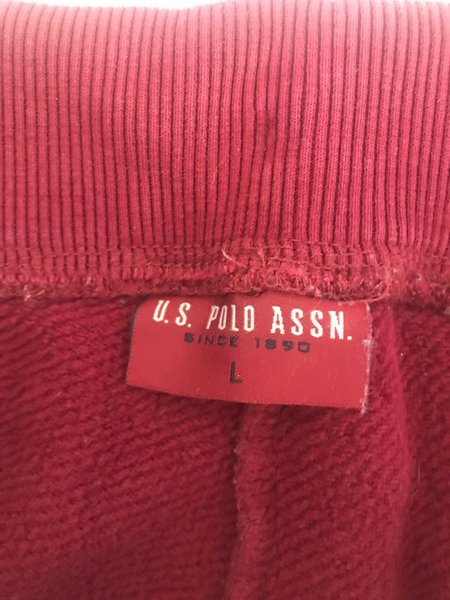 U.S. POLO ASSN.
SINCE 1890
L